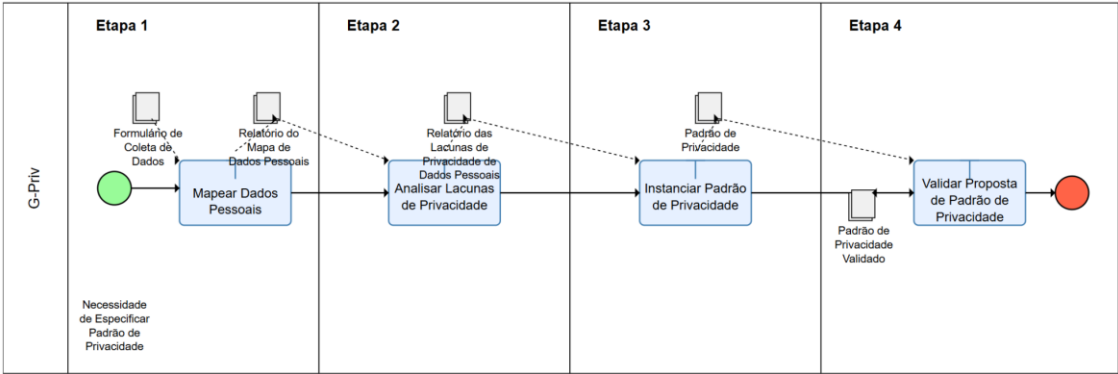 G-Priv
Etapa 1
Etapa 2
Etapa 3
Etapa 4
Formulário de
Coleta de
Dados
Relatório do
Mapa de
Dados Pessoais
Relatório das
Lacunas de
Privacidade de
Dados Pessoais
Padrão de
Privacidade
Mapear Dados
Pessoais
Analisar Lacunas
de Privacidade
Instanciar Padrão
de Privacidade
Validar Proposta
de Padrão de
Privacidade
Padrão de
Privacidade
Validado
Necessidade
de Especificar
Padrão de
Privacidade